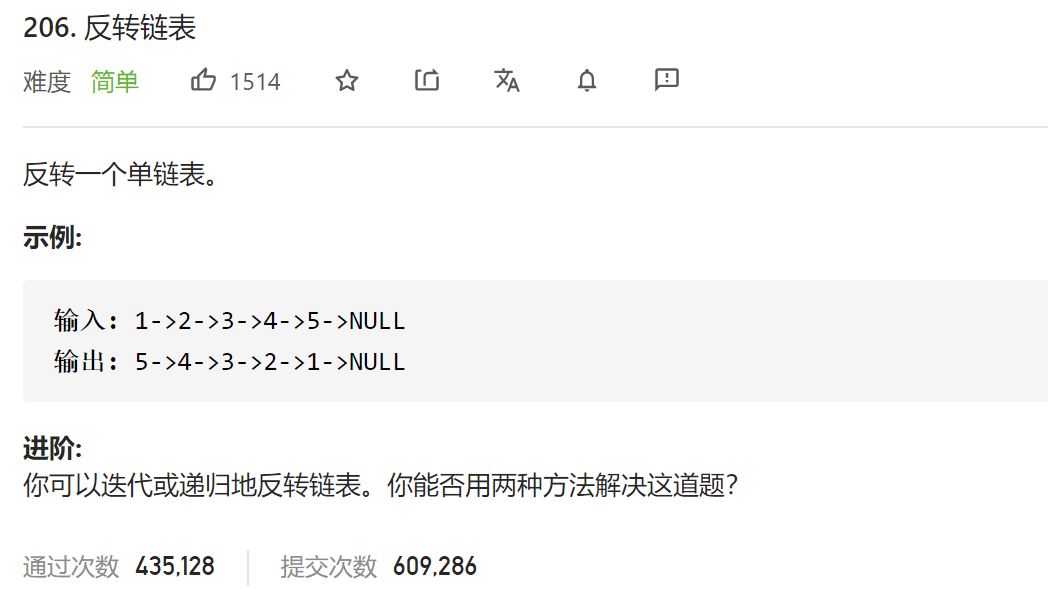 206. 反转链表
难度 简单 1514
反转一个单链表。
示例:
输入: 1->2->3->4->5->NULL
输出: 5->4->3->2->1->NULL
进阶:
你可以迭代或递归地反转链表。你能否用两种方法解决这道题？
通过次数 435,128 提交次数 609,286